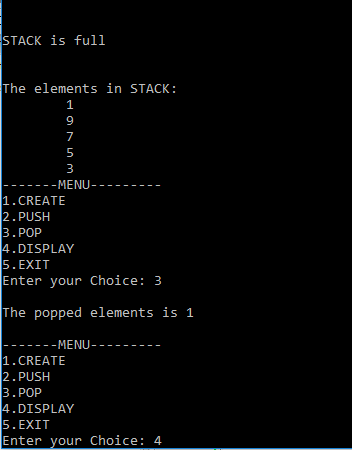 STACK is full
The elements in STACK:
1
9
7
5
3
-------MENU---------
1.CREATE
2.PUSH
3.POP
4.DISPLAY
5.EXIT
Enter your Choice: 3
The popped elements is 1
-------MENU---------
1.CREATE
2.PUSH
3.POP
4.DISPLAY
5.EXIT
Enter your Choice: 4